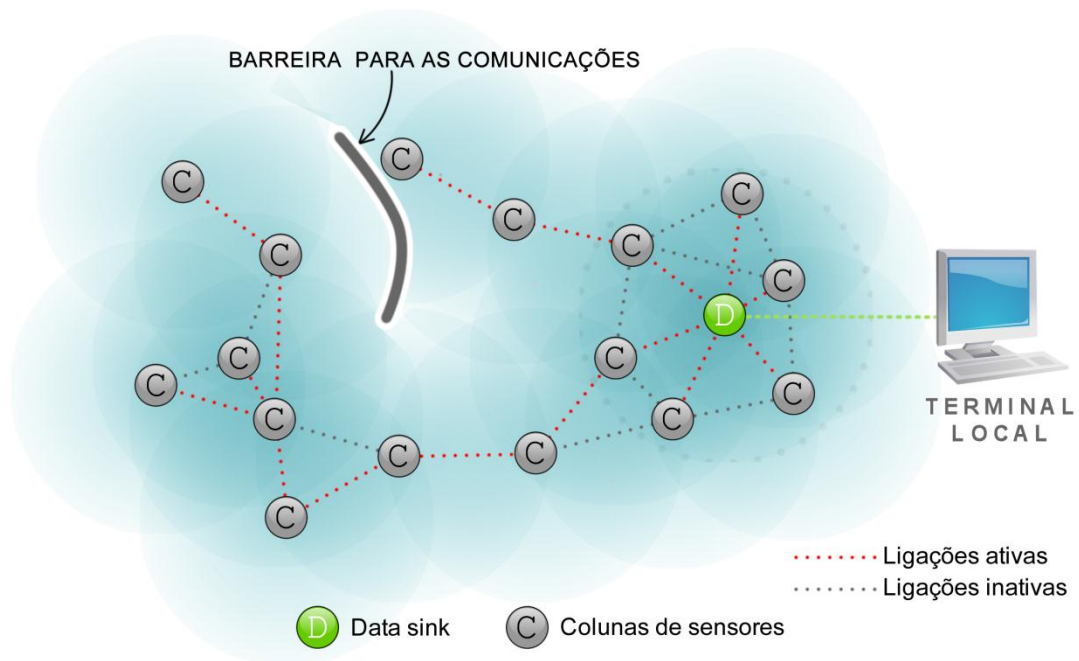 BARREIRA PARA AS COMUNICAÇÕES
C
C
C
C
C
C
C
C
D
C
C
C
C
C
C
C
C
TERMINAL
LOCAL
Ligações ativas
Ligações inativas
D Data sink
C Colunas de sensores